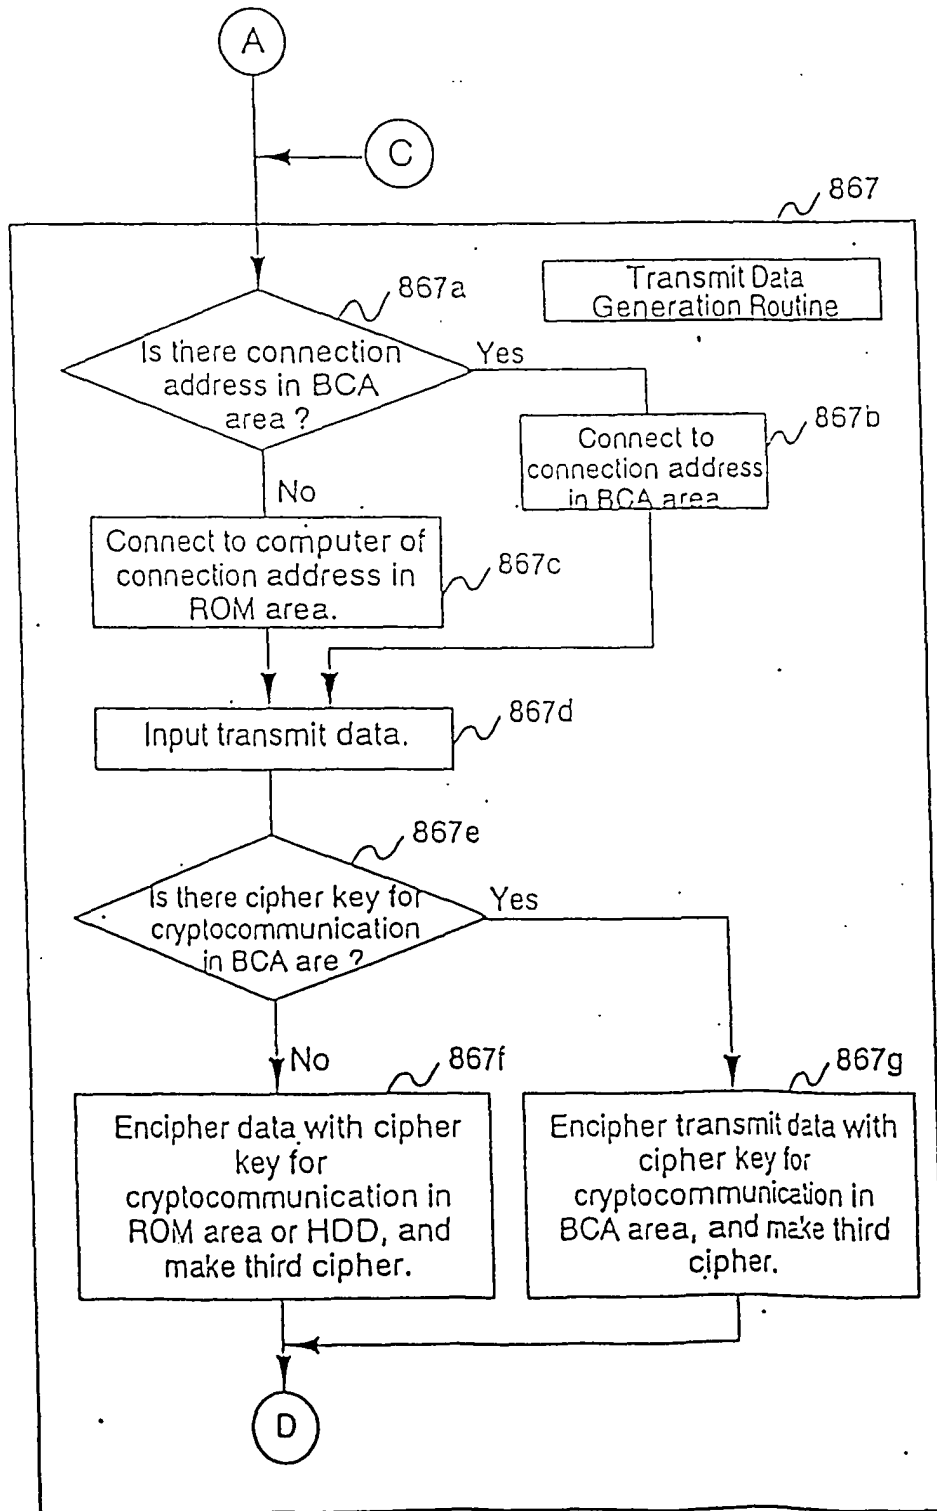 A
C
867
Transmit Data
Generation Routine
867a
Is there connection
address in BCA
area ?
Yes
867b
Connect to
connection address
in BCA area
No
Connect to computer of
connection address in
ROM area.
867c
Input transmit data.
867d
867e
Is there cipher key for
cryptocommunication
in BCA are ?
Yes
No
867f
867g
Encipher data with cipher
key for
cryptocommunication in
ROM area or HDD, and
make third cipher.
Encipher transmit data with
cipher key for
cryptocommunication in
BCA area, and make third
cipher.
D